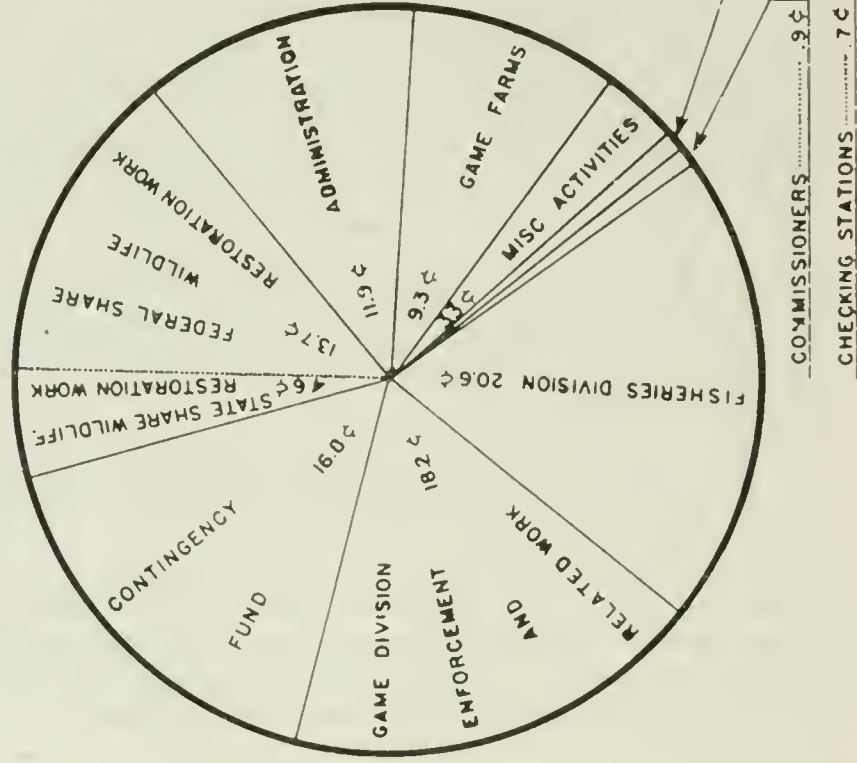 ADMINISTRATION
11.9¢
GAME FARMS
9.3¢
MISC ACTIVITIES
3.3¢
COMMISSIONERS .9¢
CHECKING STATIONS .7¢
FISHERIES DIVISION 20.6¢
GAME DIVISION
ENFORCEMENT
AND
RELATED WORK
18.2¢
CONTINGENCY
FUND
16.0¢
STATE SHARE WILDLIFE
RESTORATION WORK
4.6¢
FEDERAL SHARE
WILDLIFE
RESTORATION WORK
13.7¢